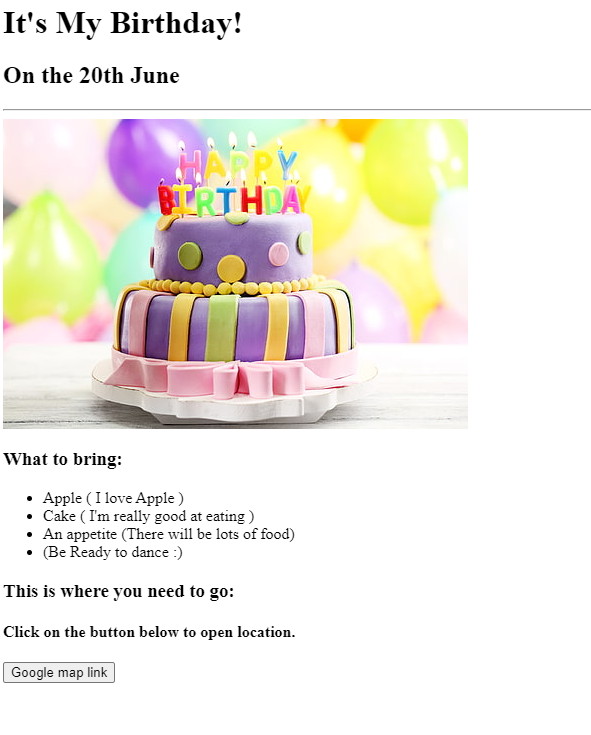 It's My Birthday!
On the 20th June
HAPPY
BIRTHDAY
What to bring:
Apple ( I love Apple )
Cake ( I'm really good at eating )
An appetite (There will be lots of food)
(Be Ready to dance :)
This is where you need to go:
Click on the button below to open location.
Google map link